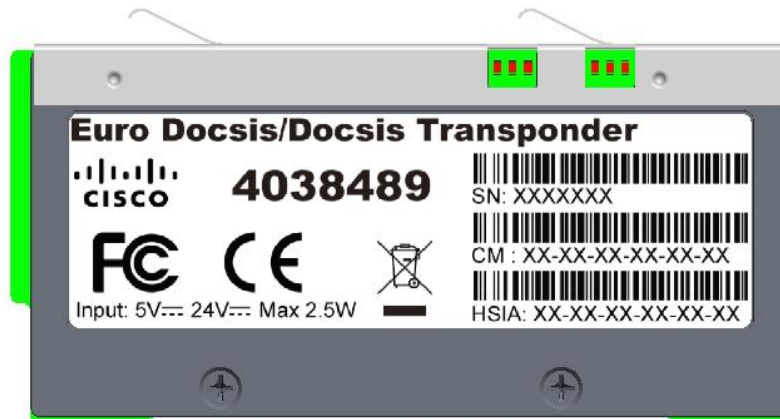 Euro Docsis/Docsis Transponder
CISCO
4038489
SN: XXXXXXX
CM : XX-XX-XX-XX-XX-XX
FC CE
Input: 5V⎓ 24V⎓ Max 2.5W
HSIA: XX-XX-XX-XX-XX-XX